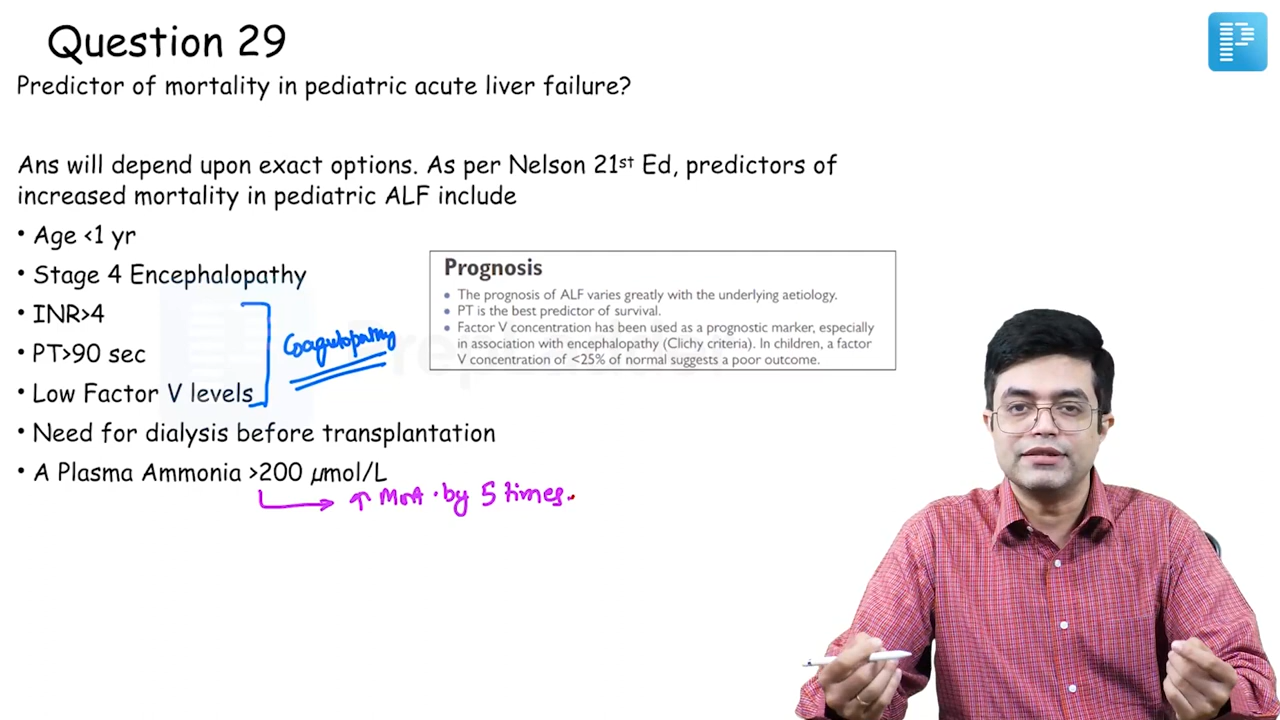 Question 29
Predictor of mortality in pediatric acute liver failure?
Ans will depend upon exact options. As per Nelson 21st Ed, predictors of
increased mortality in pediatric ALF include
• Age <1 yr
• Stage 4 Encephalopathy
• INR>4
• PT>90 sec
• Low Factor V levels
Coagulopathy
• Need for dialysis before transplantation
• A Plasma Ammonia >200 µmol/L
↑ Mort. by 5 times.
Prognosis
• The prognosis of ALF varies greatly with the underlying aetiology.
• PT is the best predictor of survival.
• Factor V concentration has been used as a prognostic marker, especially
in association with encephalopathy (Clichy criteria). In children, a factor
V concentration of <25% of normal suggests a poor outcome.